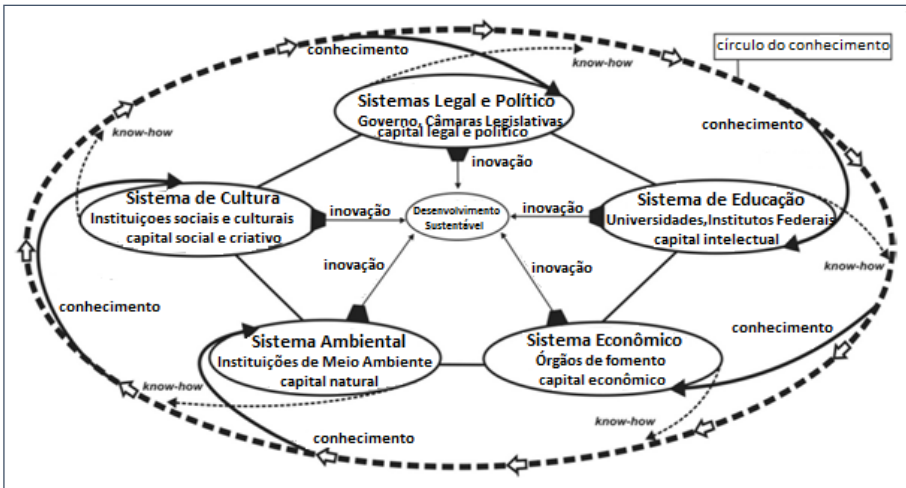 conhecimento
círculo do conhecimento
know-how
know-how
conhecimento
Sistemas Legal e Político
Governo, Câmaras Legislativas
capital legal e político
inovação
Sistema de Cultura
Instituiçoes sociais e culturais
capital social e criativo
inovação
Desenvolvimento
Sustentável
inovação
Sistema de Educação
Universidades,Institutos Federais
capital intelectual
know-how
inovação
inovação
conhecimento
conhecimento
Sistema Ambiental
Instituições de Meio Ambiente
capital natural
Sistema Econômico
Órgãos de fomento
capital econômico
know-how
know-how
conhecimento